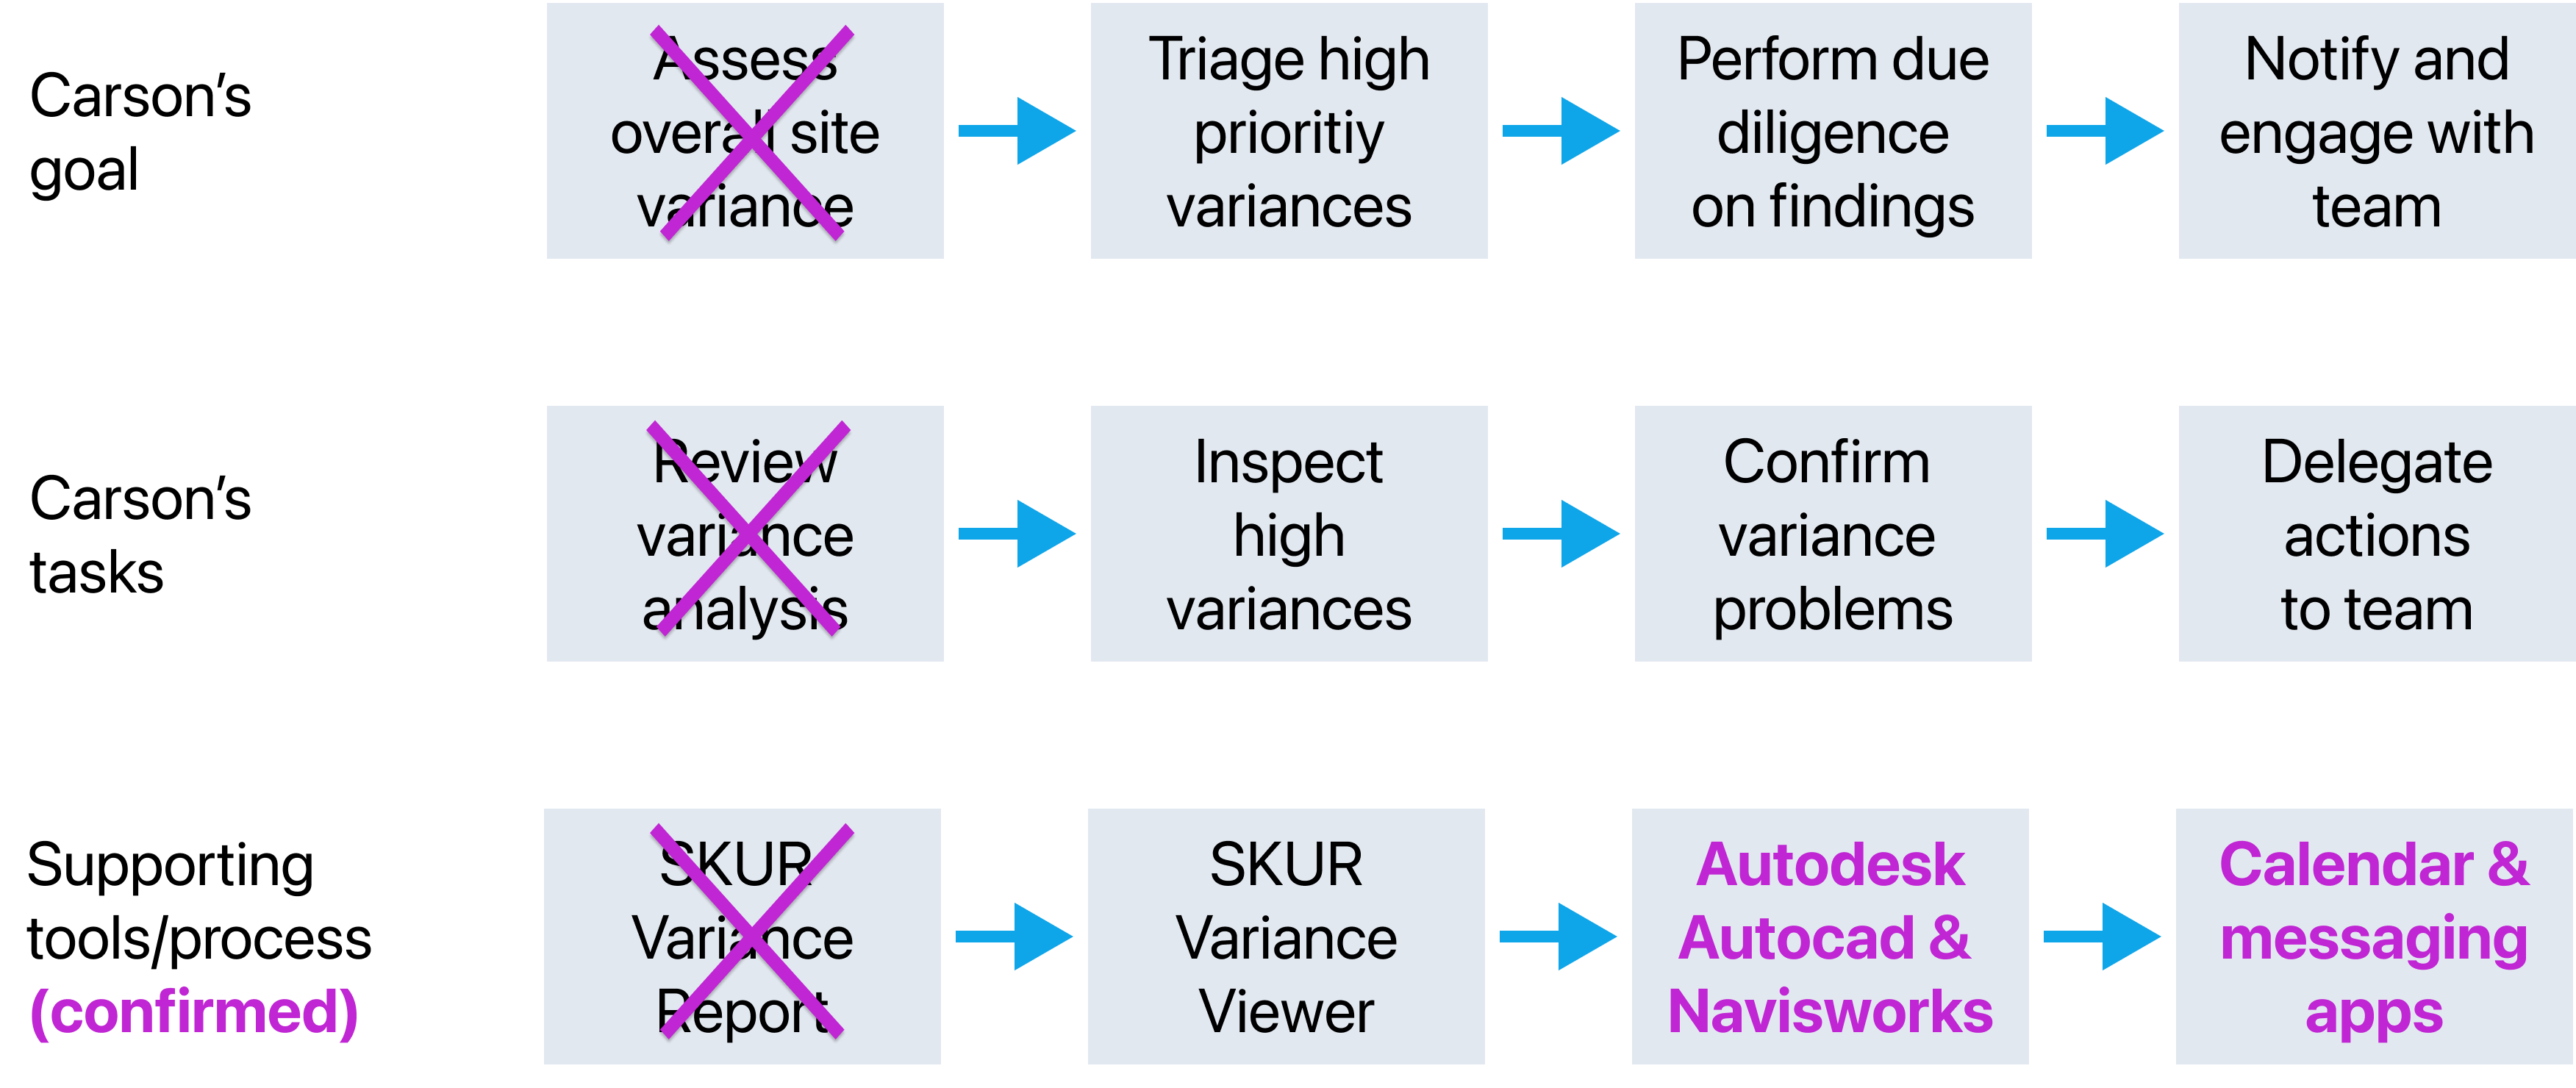 Carson’s
goal
Assess
overall site
variance
Triage high
prioritiy
variances
Perform due
diligence
on findings
Notify and
engage with
team
Carson’s
tasks
Review
variance
analysis
Inspect
high
variances
Confirm
variance
problems
Delegate
actions
to team
Supporting
tools/process
(confirmed)
SKUR
Variance
Report
SKUR
Variance
Viewer
Autodesk
Autocad &
Navisworks
Calendar &
messaging
apps